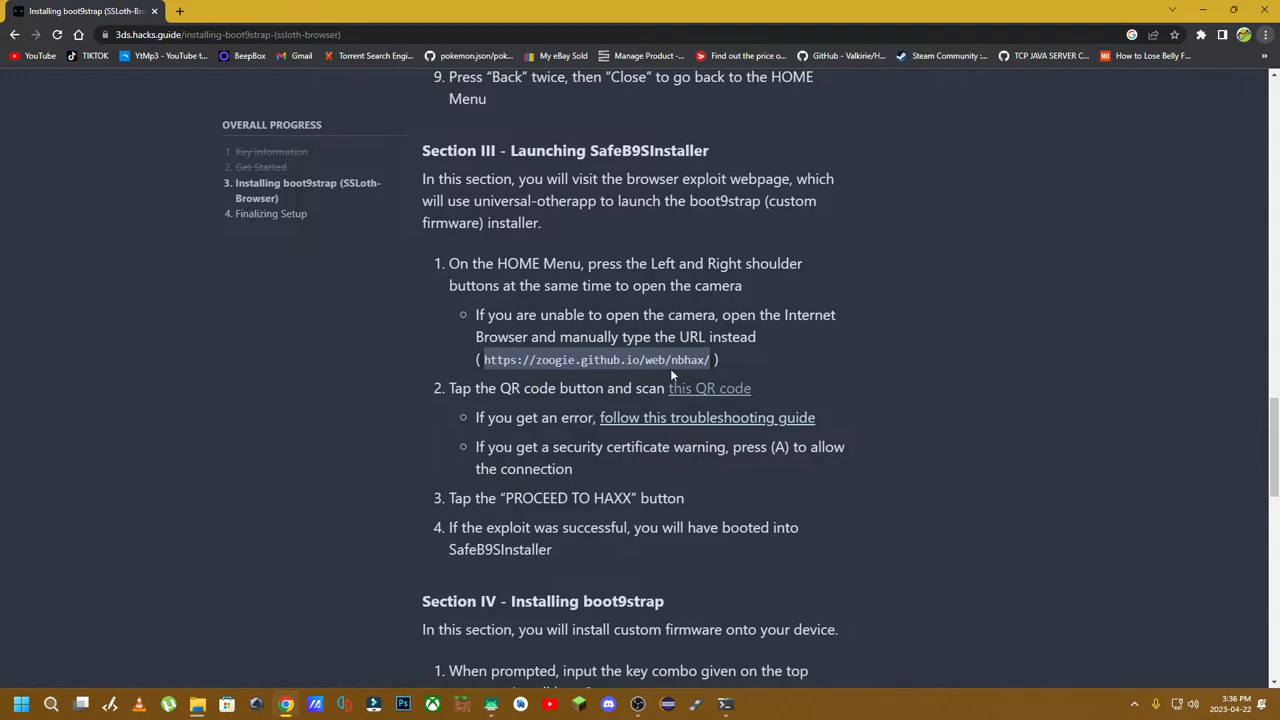 Installing boot9strap (SSLoth-Br
3ds.hacks.guide/installing-boot9strap-(ssloth-browser)
YouTube
TIKTOK
YtMp3 - YouTube t...
BeepBox
Gmail
Torrent Search Engi...
pokemon.json/pok...
My eBay Sold
Manage Product -...
Find out the price o...
GitHub - Valkirie/H...
Steam Community :...
TCP JAVA SERVER C...
How to Lose Belly F...
»
9. Press “Back” twice, then “Close” to go back to the HOME
Menu
OVERALL PROGRESS
1. Key Information
2. Get Started
3. Installing boot9strap (SSLoth-
Browser)
4. Finalizing Setup
Section III - Launching SafeB9SInstaller
In this section, you will visit the browser exploit webpage, which
will use universal-otherapp to launch the boot9strap (custom
firmware) installer.
1. On the HOME Menu, press the Left and Right shoulder
buttons at the same time to open the camera
If you are unable to open the camera, open the Internet
Browser and manually type the URL instead
( https://zoogie.github.io/web/nbhax/ )
2. Tap the QR code button and scan this QR code
If you get an error, follow this troubleshooting guide
If you get a security certificate warning, press (A) to allow
the connection
3. Tap the “PROCEED TO HAXX” button
4. If the exploit was successful, you will have booted into
SafeB9SInstaller
Section IV - Installing boot9strap
In this section, you will install custom firmware onto your device.
1. When prompted, input the key combo given on the top
3:36 PM
2023-04-22